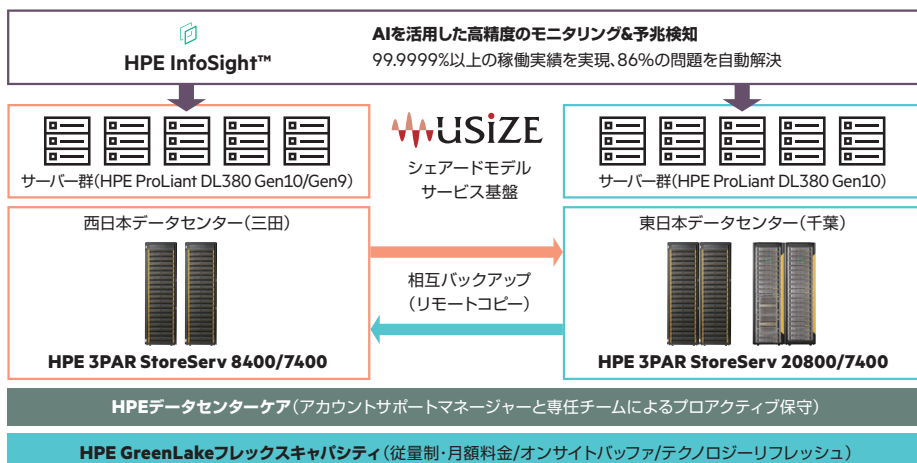 HPE InfoSight™
AIを活用した高精度のモニタリング&予兆検知
99.9999%以上の稼働実績を実現、86%の問題を自動解決
サーバー群(HPE ProLiant DL380 Gen10/Gen9)
USiZE
シェアードモデル
サービス基盤
サーバー群(HPE ProLiant DL380 Gen10)
西日本データセンター(三田)
HPE 3PAR StoreServ 8400/7400
相互バックアップ
(リモートコピー)
東日本データセンター(千葉)
HPE 3PAR StoreServ 20800/7400
HPEデータセンターケア(アカウントサポートマネージャーと専任チームによるプロアクティブ保守)
HPE GreenLakeフレックスキャパシティ(従量制・月額料金/オンサイトバッファ/テクノロジーリフレッシュ)